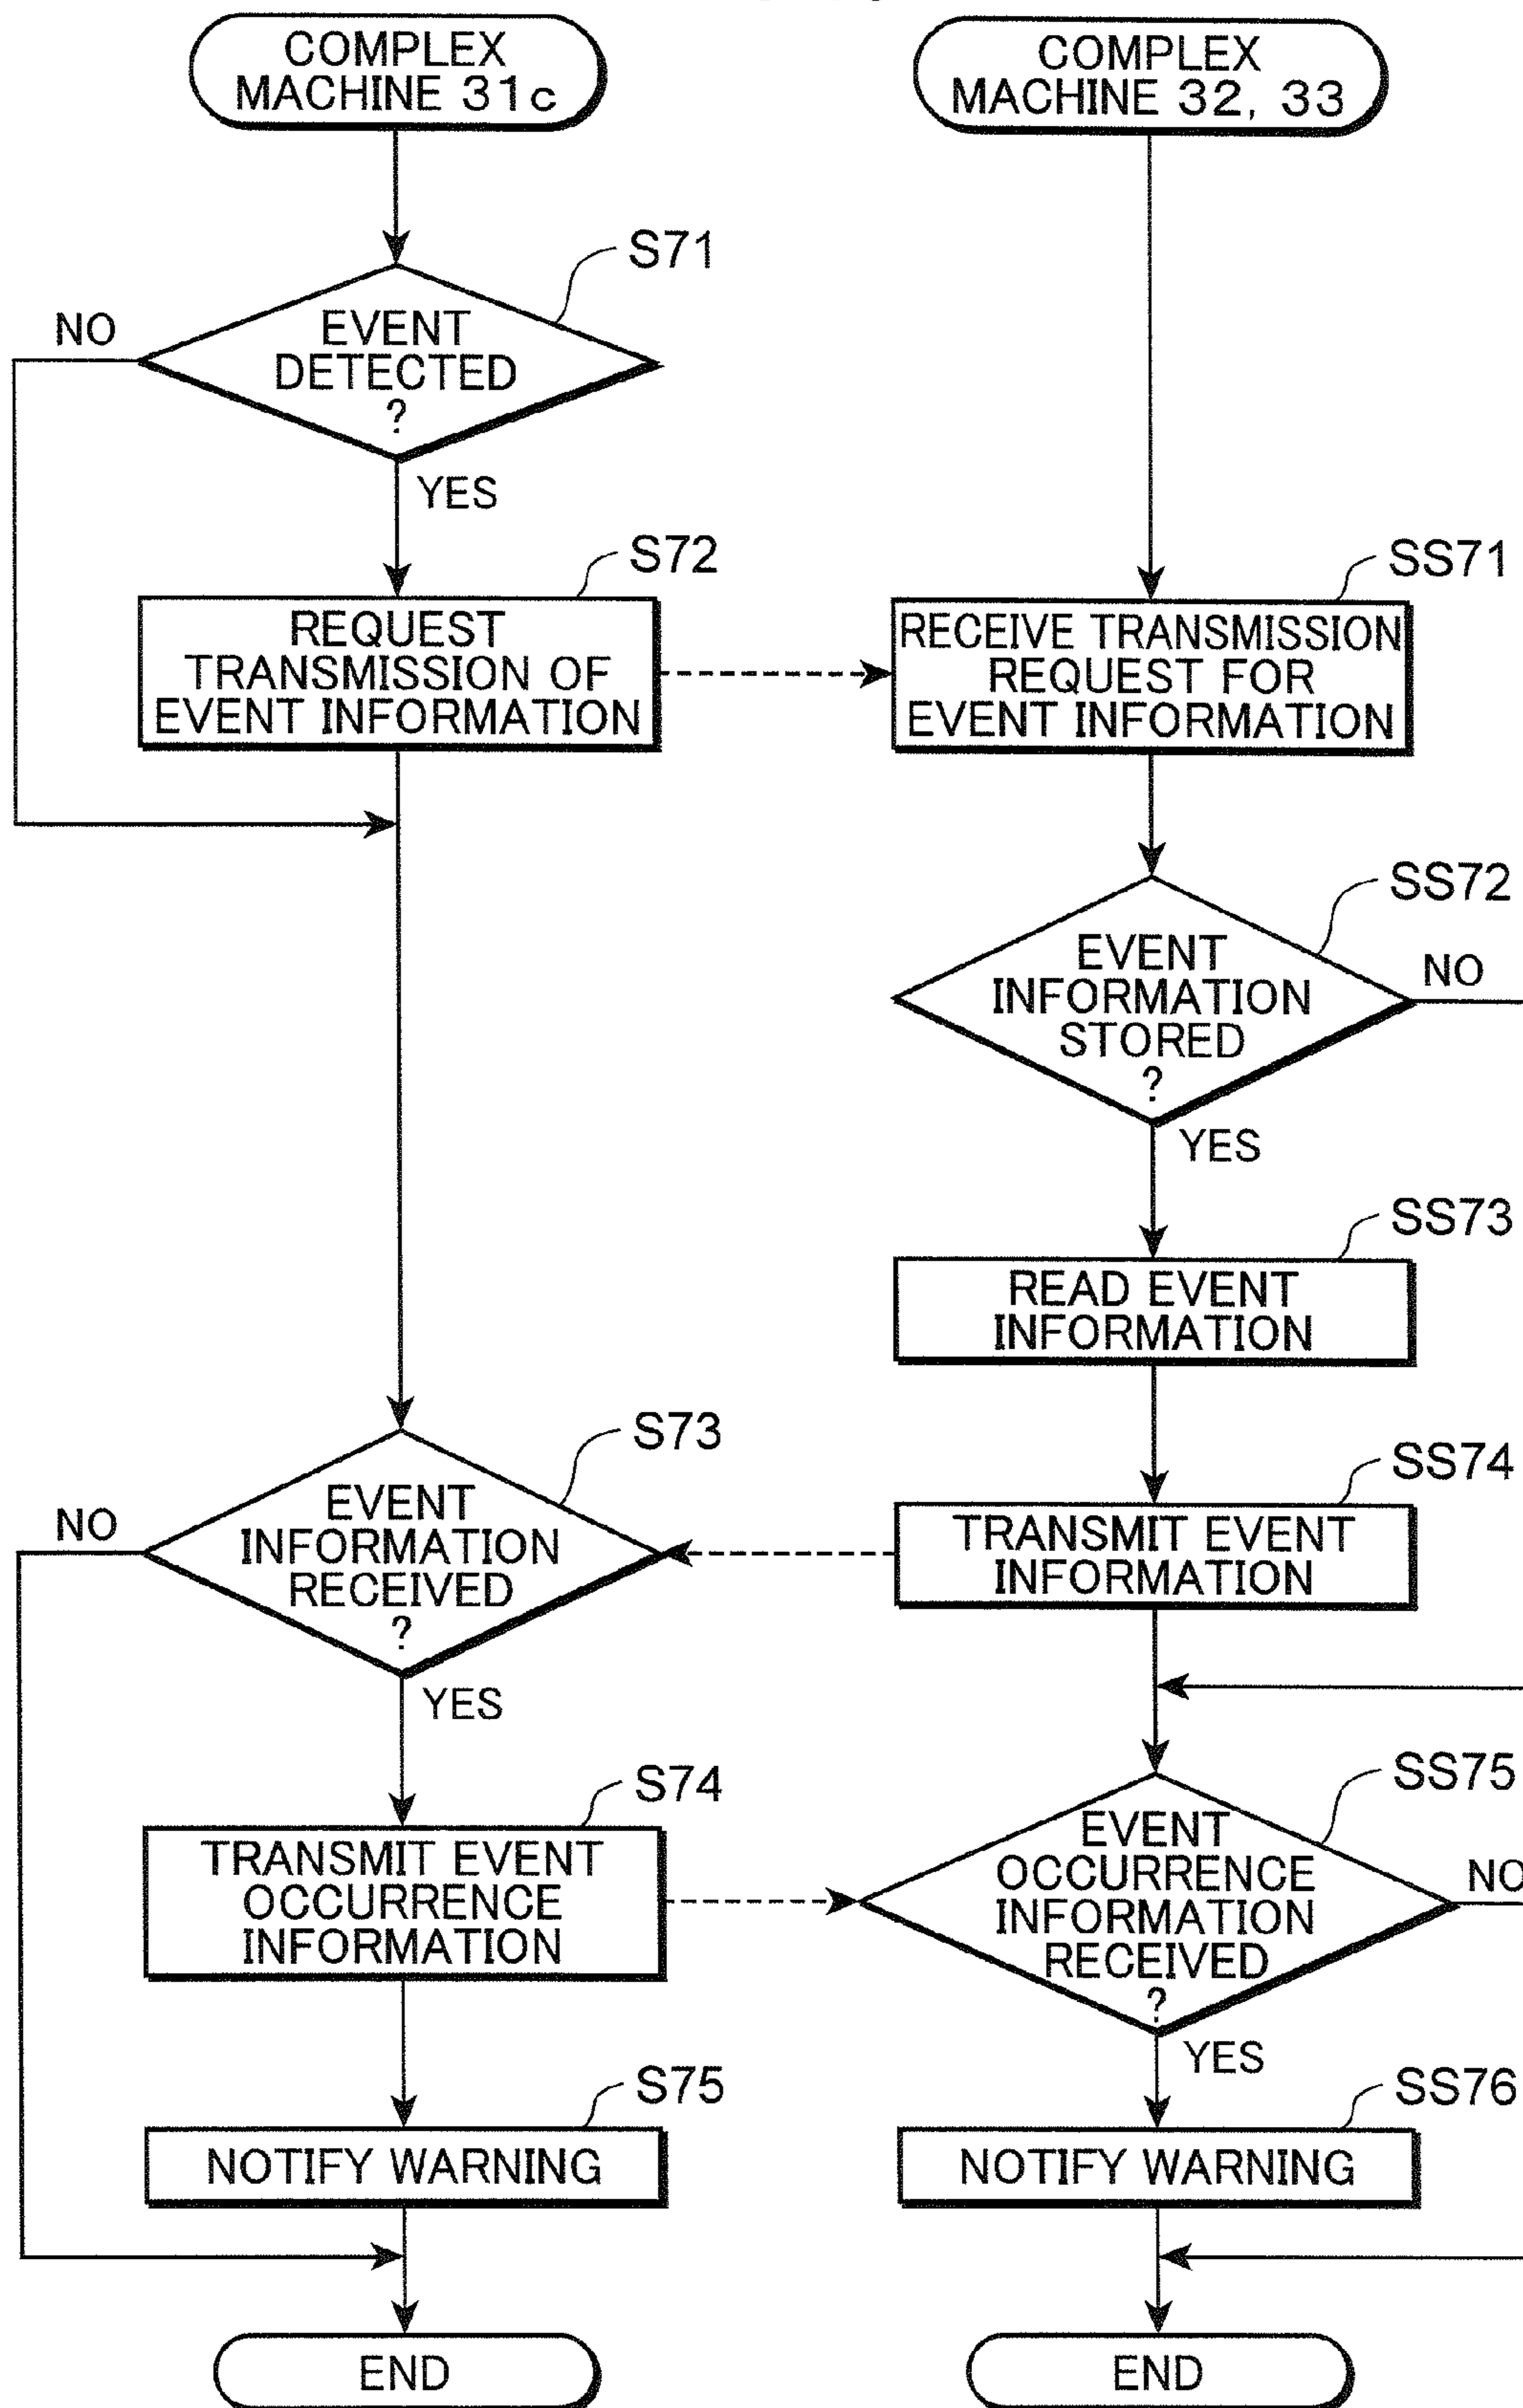 COMPLEX
MACHINE 31c
COMPLEX
MACHINE 32, 33
S71
NO
EVENT
DETECTED
?
YES
S72
REQUEST
TRANSMISSION OF
EVENT INFORMATION
SS71
RECEIVE TRANSMISSION
REQUEST FOR
EVENT INFORMATION
SS72
EVENT
INFORMATION
STORED
?
NO
YES
SS73
READ EVENT
INFORMATION
S73
NO
EVENT
INFORMATION
RECEIVED
?
YES
SS74
TRANSMIT EVENT
INFORMATION
S74
TRANSMIT EVENT
OCCURRENCE
INFORMATION
SS75
EVENT
OCCURRENCE
INFORMATION
RECEIVED
?
NO
YES
S75
NOTIFY WARNING
SS76
NOTIFY WARNING
END
END